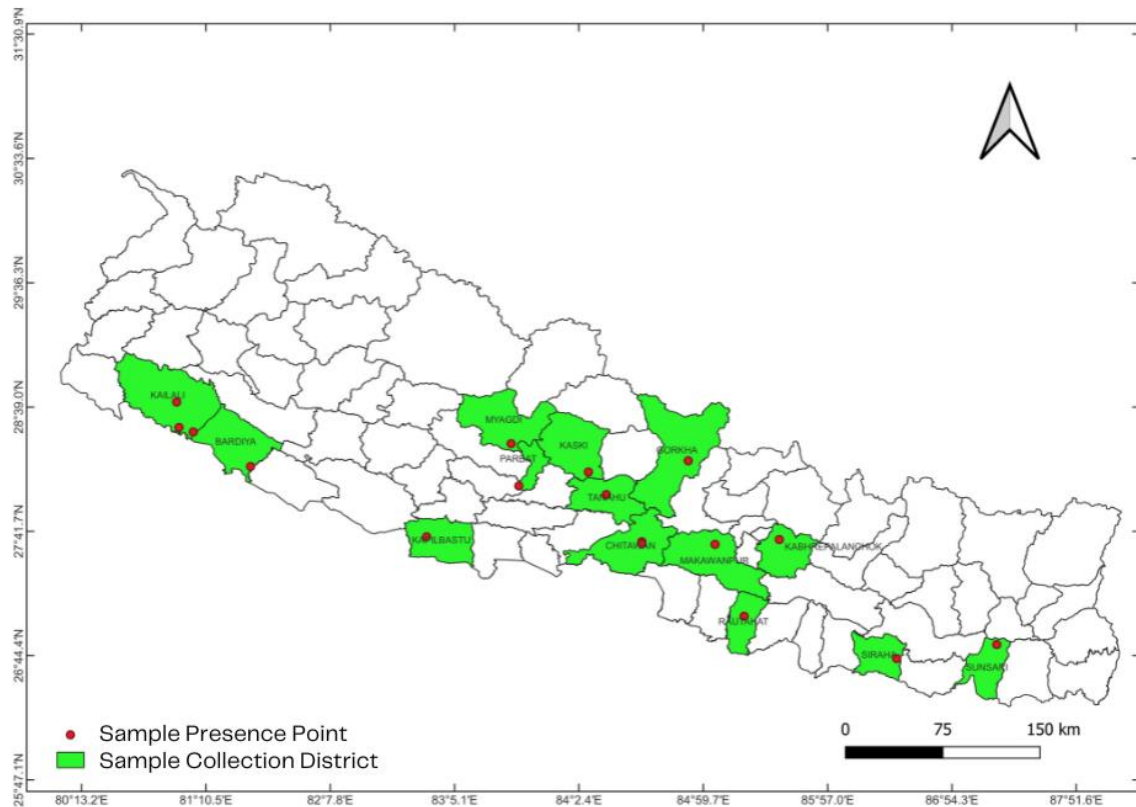 31°30.9'N
30°33.6'N
29°36.3'N
28°39.0'N
27°41.7'N
26°44.4'N
25°47.1'N
KAILALI
BARDIYA
MYAGDI
PARBAT
KASKI
GORKHA
TANAHU
KAPILBASTU
CHITAWAN
MAKAWANPUR
KABHREPALANCHOK
RAUTAHAT
SIRAHA
SUNSARI
Sample Presence Point
Sample Collection District
0 75 150 km
80°13.2'E 81°10.5'E 82°7.8'E 83°5.1'E 84°2.4'E 84°59.7'E 85°57.0'E 86°54.3'E 87°51.6'E